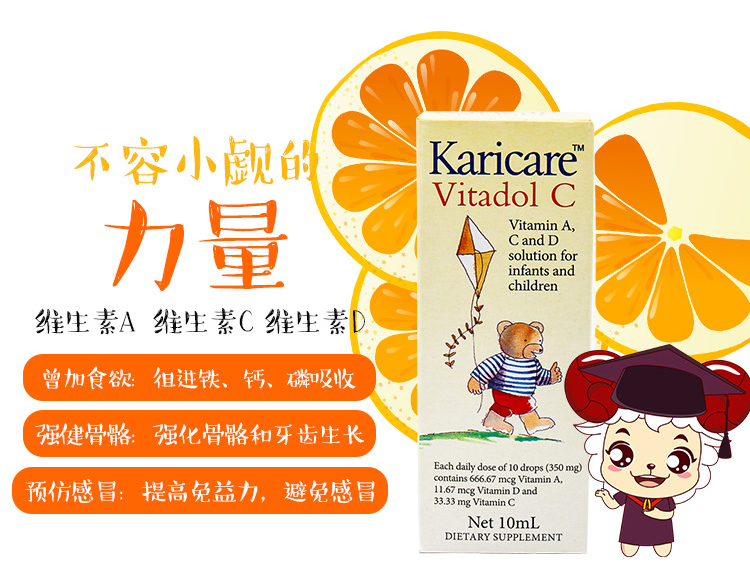 不容小觑的
力量
维生素A 维生素C 维生素D
曾加食欲: 徂进铁、钙、磷吸收
强健骨骼: 强化骨骼和牙齿生长
预仿感冒: 提高免益力, 避免感冒
Karicare™
Vitadol C
Vitamin A,
C and D
solution for
infants and
children
Each daily dose of 10 drops (350 mg)
contains 666.67 mcg Vitamin A,
11.67 mcg Vitamin D and
33.33 mg Vitamin C
Net 10mL
DIETARY SUPPLEMENT